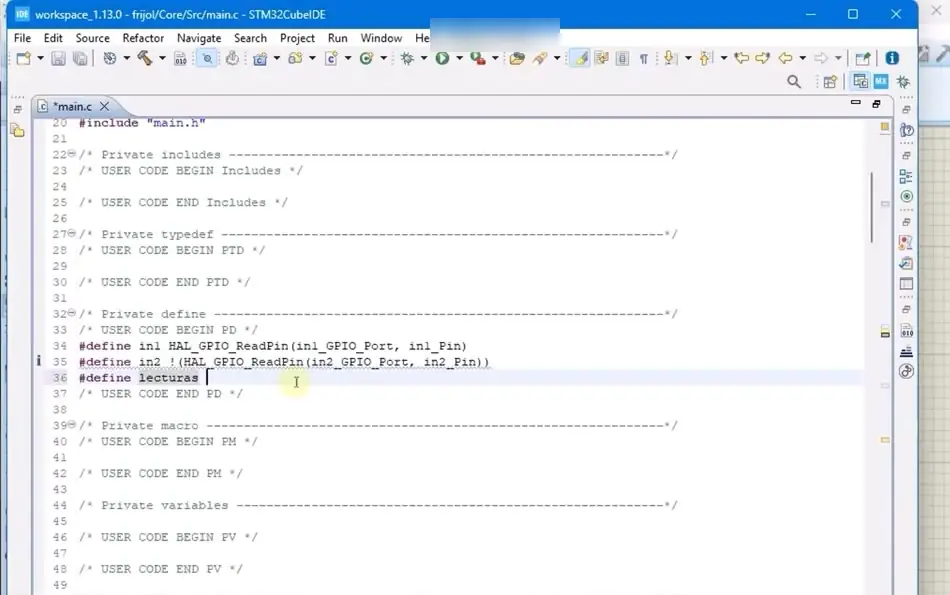 IDE workspace_1.13.0 - frijol/Core/Src/main.c - STM32CubeIDE
File Edit Source Refactor Navigate Search Project Run Window He
010
MX
*main.c
20 #include "main.h"
21
22 /* Private includes ----------------------------------------------------------*/
23 /* USER CODE BEGIN Includes */
24
25 /* USER CODE END Includes */
26
27 /* Private typedef -----------------------------------------------------------*/
28 /* USER CODE BEGIN PTD */
29
30 /* USER CODE END PTD */
31
32 /* Private define ------------------------------------------------------------*/
33 /* USER CODE BEGIN PD */
34 #define in1 HAL_GPIO_ReadPin(in1_GPIO_Port, in1_Pin)
35 #define in2 !(HAL_GPIO_ReadPin(in2_GPIO_Port, in2_Pin))
36 #define lecturas
37 /* USER CODE END PD */
38
39 /* Private macro -------------------------------------------------------------*/
40 /* USER CODE BEGIN PM */
41
42 /* USER CODE END PM */
43
44 /* Private variables ---------------------------------------------------------*/
45
46 /* USER CODE BEGIN PV */
47
48 /* USER CODE END PV */
49
010